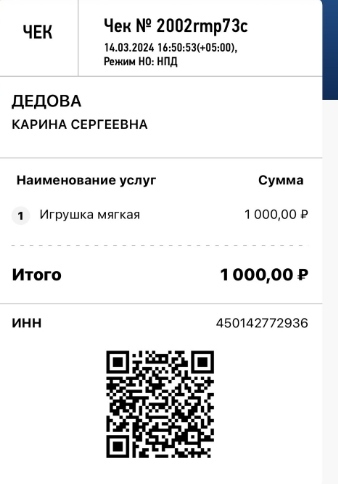 ЧЕК
Чек № 2002rmp73c
14.03.2024 16:50:53(+05:00),
Режим НО: НПД
ДЕДОВА
КАРИНА СЕРГЕЕВНА
Наименование услуг Сумма
1 Игрушка мягкая 1 000,00 ₽
Итого 1 000,00 ₽
ИНН 450142772936